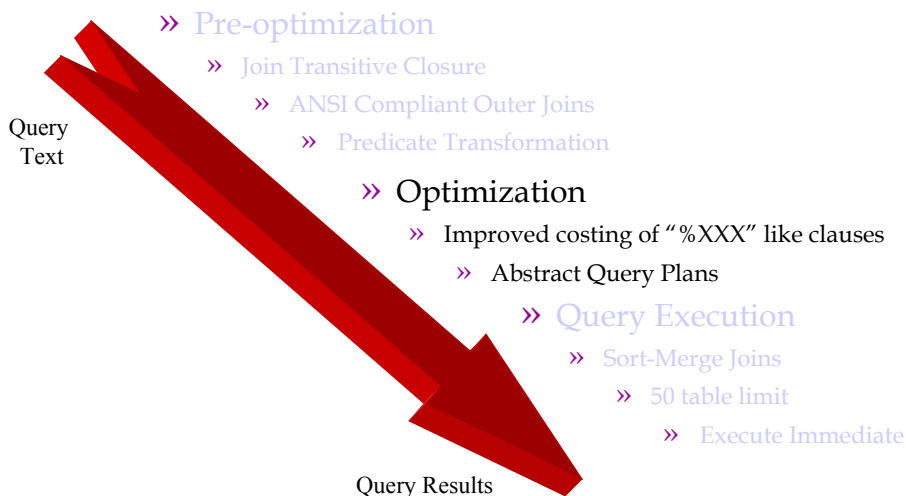 » Pre-optimization
» Join Transitive Closure
» ANSI Compliant Outer Joins
Query
Text
» Predicate Transformation
» Optimization
» Improved costing of “%XXX” like clauses
» Abstract Query Plans
» Query Execution
» Sort-Merge Joins
» 50 table limit
» Execute Immediate
Query Results